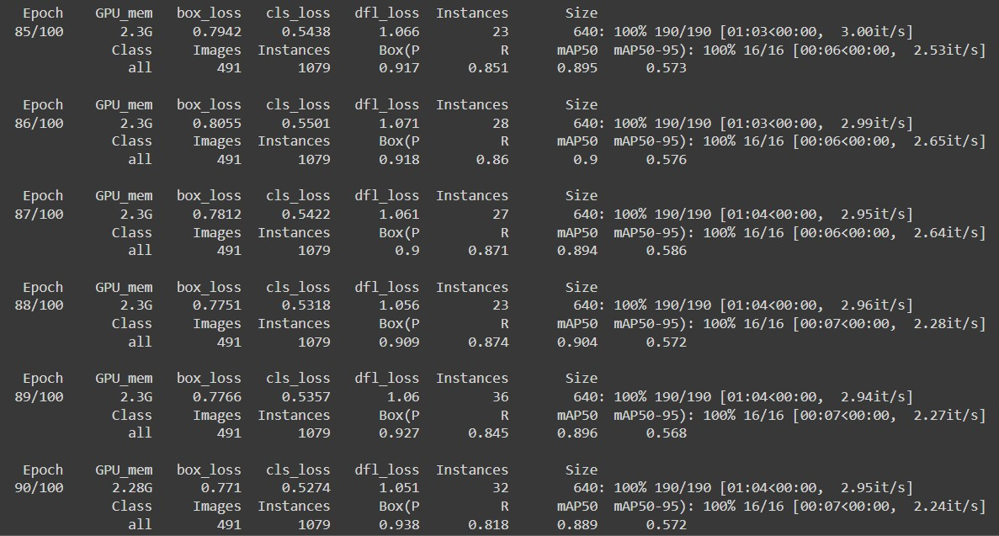 Epoch GPU_mem box_loss cls_loss dfl_loss Instances Size
85/100 2.3G 0.7942 0.5438 1.066 23 640: 100% 190/190 [01:03<00:00, 3.00it/s]
Class Images Instances Box(P R mAP50 mAP50-95): 100% 16/16 [00:06<00:00, 2.53it/s]
all 491 1079 0.917 0.851 0.895 0.573
Epoch GPU_mem box_loss cls_loss dfl_loss Instances Size
86/100 2.3G 0.8055 0.5501 1.071 28 640: 100% 190/190 [01:03<00:00, 2.99it/s]
Class Images Instances Box(P R mAP50 mAP50-95): 100% 16/16 [00:06<00:00, 2.65it/s]
all 491 1079 0.918 0.86 0.9 0.576
Epoch GPU_mem box_loss cls_loss dfl_loss Instances Size
87/100 2.3G 0.7812 0.5422 1.061 27 640: 100% 190/190 [01:04<00:00, 2.95it/s]
Class Images Instances Box(P R mAP50 mAP50-95): 100% 16/16 [00:06<00:00, 2.64it/s]
all 491 1079 0.9 0.871 0.894 0.586
Epoch GPU_mem box_loss cls_loss dfl_loss Instances Size
88/100 2.3G 0.7751 0.5318 1.056 23 640: 100% 190/190 [01:04<00:00, 2.96it/s]
Class Images Instances Box(P R mAP50 mAP50-95): 100% 16/16 [00:07<00:00, 2.28it/s]
all 491 1079 0.909 0.874 0.904 0.572
Epoch GPU_mem box_loss cls_loss dfl_loss Instances Size
89/100 2.3G 0.7766 0.5357 1.06 36 640: 100% 190/190 [01:04<00:00, 2.94it/s]
Class Images Instances Box(P R mAP50 mAP50-95): 100% 16/16 [00:07<00:00, 2.27it/s]
all 491 1079 0.927 0.845 0.896 0.568
Epoch GPU_mem box_loss cls_loss dfl_loss Instances Size
90/100 2.28G 0.771 0.5274 1.051 32 640: 100% 190/190 [01:04<00:00, 2.95it/s]
Class Images Instances Box(P R mAP50 mAP50-95): 100% 16/16 [00:07<00:00, 2.24it/s]
all 491 1079 0.938 0.818 0.889 0.572